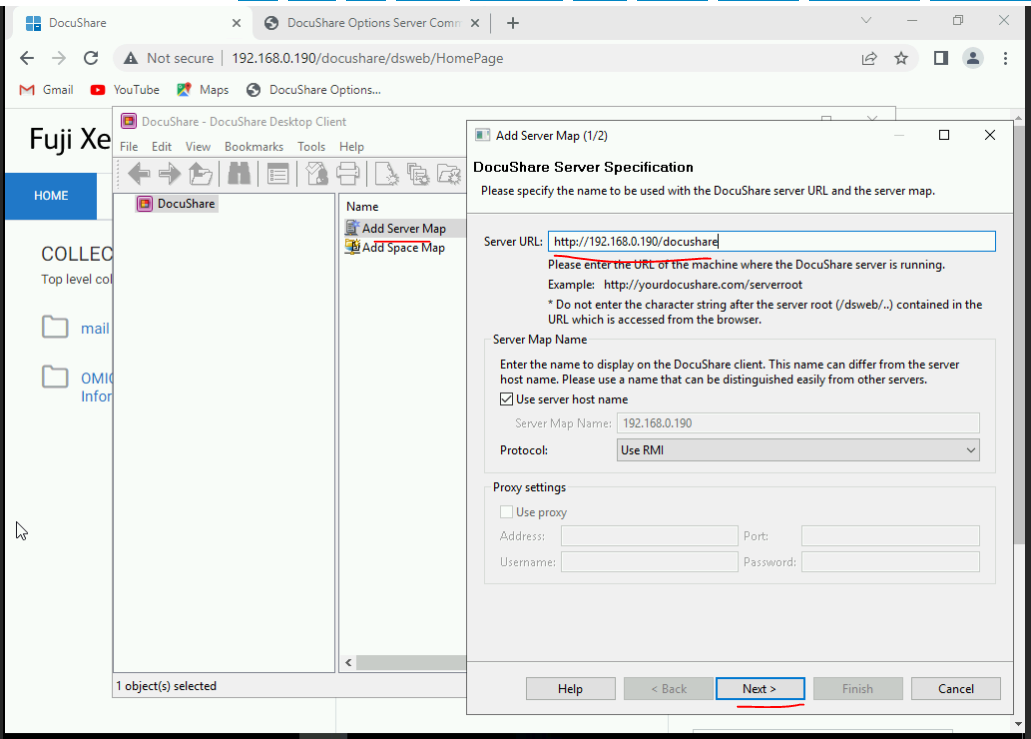 DocuShare
DocuShare Options Server Comm
Not secure
192.168.0.190/docushare/dsweb/HomePage
Gmail
YouTube
Maps
DocuShare Options...
Fuji Xe
HOME
COLLEC
Top level col
mail
OMIC
Infor
DocuShare - DocuShare Desktop Client
File Edit View Bookmarks Tools Help
DocuShare
Name
Add Server Map
Add Space Map
1 object(s) selected
Add Server Map (1/2)
DocuShare Server Specification
Please specify the name to be used with the DocuShare server URL and the server map.
Server URL: http://192.168.0.190/docushare
Please enter the URL of the machine where the DocuShare server is running.
Example: http://yourdocushare.com/serverroot
* Do not enter the character string after the server root (/dsweb/..) contained in the
URL which is accessed from the browser.
Server Map Name
Enter the name to display on the DocuShare client. This name can differ from the server
host name. Please use a name that can be distinguished easily from other servers.
Use server host name
Server Map Name: 192.168.0.190
Protocol: Use RMI
Proxy settings
Use proxy
Address: Port:
Username: Password:
Help < Back Next > Finish Cancel